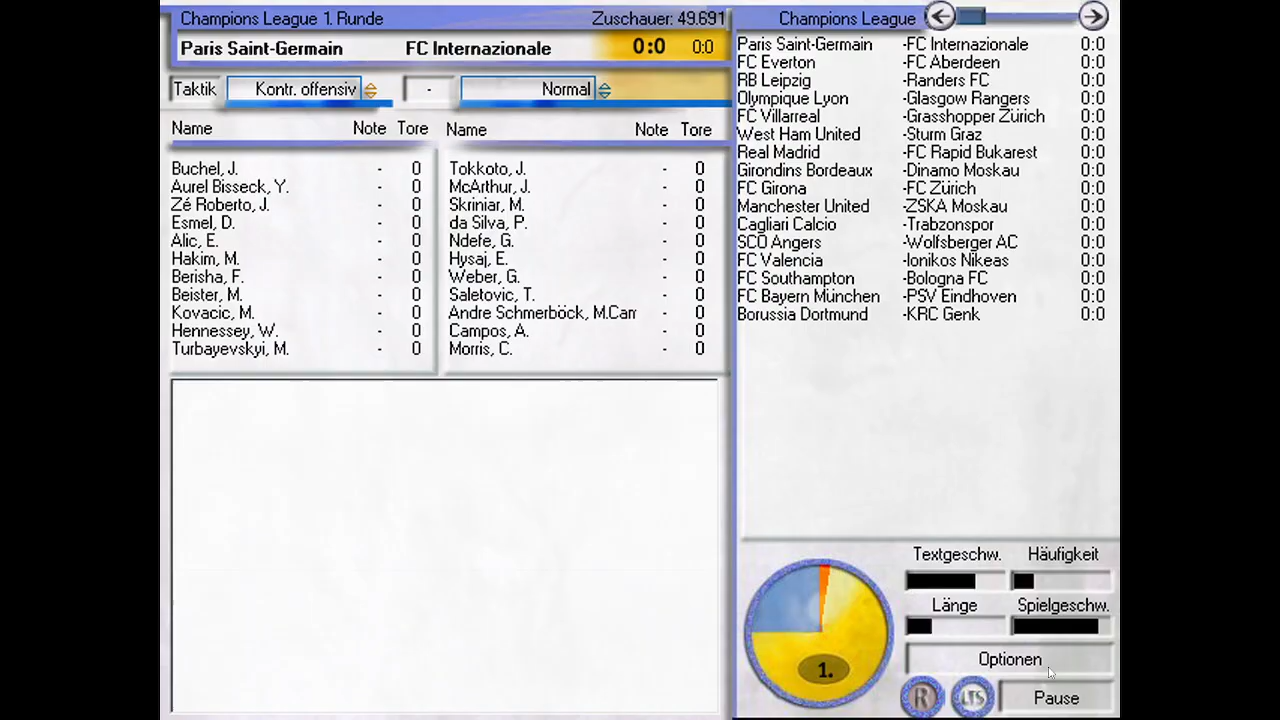 Champions League 1. Runde Zuschauer: 49.691
Paris Saint-Germain FC Internazionale 0:0 0:0
Taktik Kontr. offensiv - Normal
Name Note Tore Name Note Tore
Buchel, J. - 0 Tokkoto, J. - 0
Aurel Bisseck, Y. - 0 McArthur, J. - 0
Zé Roberto, J. - 0 Skriniar, M. - 0
Esmel, D. - 0 da Silva, P. - 0
Alic, E. - 0 Ndefe, G. - 0
Hakim, M. - 0 Hysaj, E. - 0
Berisha, F. - 0 Weber, G. - 0
Beister, M. - 0 Saletovic, T. - 0
Kovacic, M. - 0 Andre Schmerböck, M.Carr - 0
Hennessey, W. - 0 Campos, A. - 0
Turbayevskyi, M. - 0 Morris, C. - 0
Champions League
Paris Saint-Germain -FC Internazionale 0:0
FC Everton -FC Aberdeen 0:0
RB Leipzig -Randers FC 0:0
Olympique Lyon -Glasgow Rangers 0:0
FC Villarreal -Grasshopper Zürich 0:0
West Ham United -Sturm Graz 0:0
Real Madrid -FC Rapid Bukarest 0:0
Girondins Bordeaux -Dinamo Moskau 0:0
FC Girona -FC Zürich 0:0
Manchester United -ZSKA Moskau 0:0
Cagliari Calcio -Trabzonspor 0:0
SCO Angers -Wolfsberger AC 0:0
FC Valencia -Ionikos Nikeas 0:0
FC Southampton -Bologna FC 0:0
FC Bayern München -PSV Eindhoven 0:0
Borussia Dortmund -KRC Genk 0:0
Textgeschw. Häufigkeit
Länge Spielgeschw.
1.
Optionen
R LTS Pause